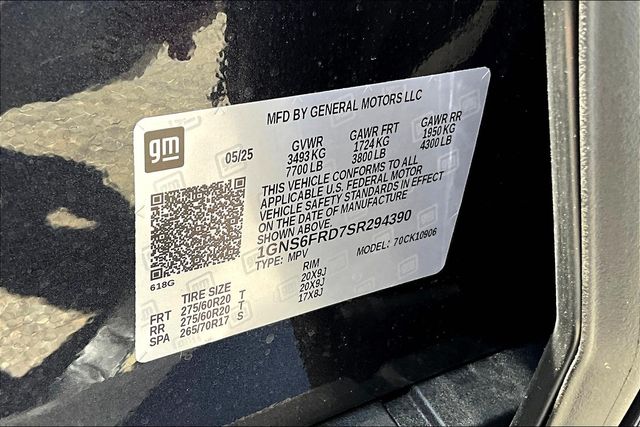 MFD BY GENERAL MOTORS LLC
gm
05/25
GVWR GAWR FRT GAWR RR
3493 KG 1724 KG 1950 KG
7700 LB 3800 LB 4300 LB
THIS VEHICLE CONFORMS TO ALL
APPLICABLE U.S. FEDERAL MOTOR
VEHICLE SAFETY STANDARDS IN EFFECT
ON THE DATE OF MANUFACTURE
SHOWN ABOVE.
1GNS6FRD7SR294390
TYPE: MPV MODEL: 70CK10906
618G
TIRE SIZE RIM
FRT 275/60R20 T 20X9J
RR 275/60R20 T 20X9J
SPA 265/70R17 S 17X8J